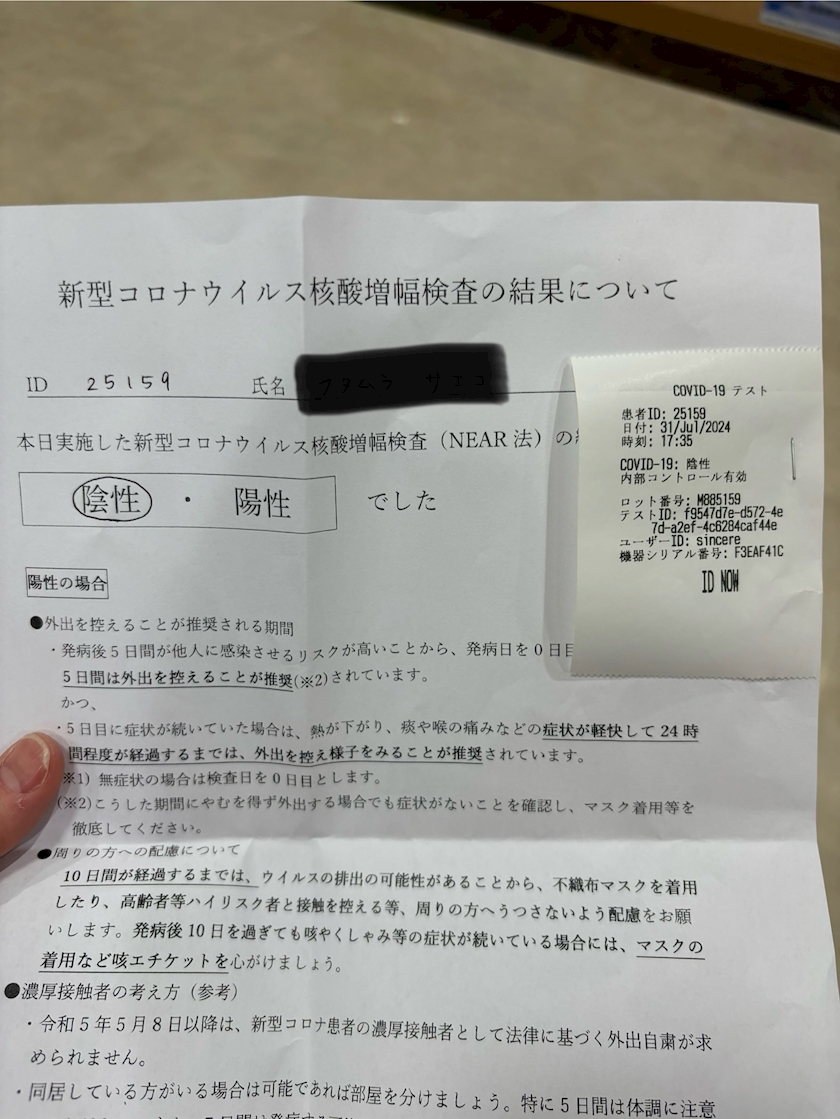 新型コロナウイルス核酸増幅検査の結果について
ID 25159 氏名
本日実施した新型コロナウイルス核酸増幅検査（NEAR 法）の
陰性 ・ 陽性 でした
COVID-19 テスト
患者ID: 25159
日付: 31/Jul/2024
時刻: 17:35
COVID-19: 陰性
内部コントロール有効
ロット番号: M885159
テストID: f9547d7e-d572-4e
7d-a2ef-4c6284caf44e
ユーザーID: sincere
機器シリアル番号: F3EAF41C
ID NOW
陽性の場合
●外出を控えることが推奨される期間
・発病後５日間が他人に感染させるリスクが高いことから、発病日を０日目
５日間は外出を控えることが推奨(※2)されています。
かつ、
・５日目に症状が続いていた場合は、熱が下がり、痰や喉の痛みなどの症状が軽快して 24 時
間程度が経過するまでは、外出を控え様子をみることが推奨されています。
※1）無症状の場合は検査日を０日目とします。
(※2)こうした期間にやむを得ず外出する場合でも症状がないことを確認し、マスク着用等を
徹底してください。
●周りの方への配慮について
10 日間が経過するまでは、ウイルスの排出の可能性があることから、不織布マスクを着用
したり、高齢者等ハイリスク者と接触を控える等、周りの方へうつさないよう配慮をお願
いします。発病後 10 日を過ぎても咳やくしゃみ等の症状が続いている場合には、マスクの
着用など咳エチケットを心がけましょう。
●濃厚接触者の考え方（参考）
・令和５年５月８日以降は、新型コロナ患者の濃厚接触者として法律に基づく外出自粛が求
められません。
・同居している方がいる場合は可能であれば部屋を分けましょう。特に５日間は体調に注意